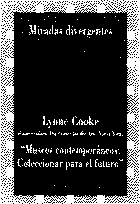 Miradas divergentes
Lynne Cooke
"Museos contemporáneos:
Coleccionar para el futuro"